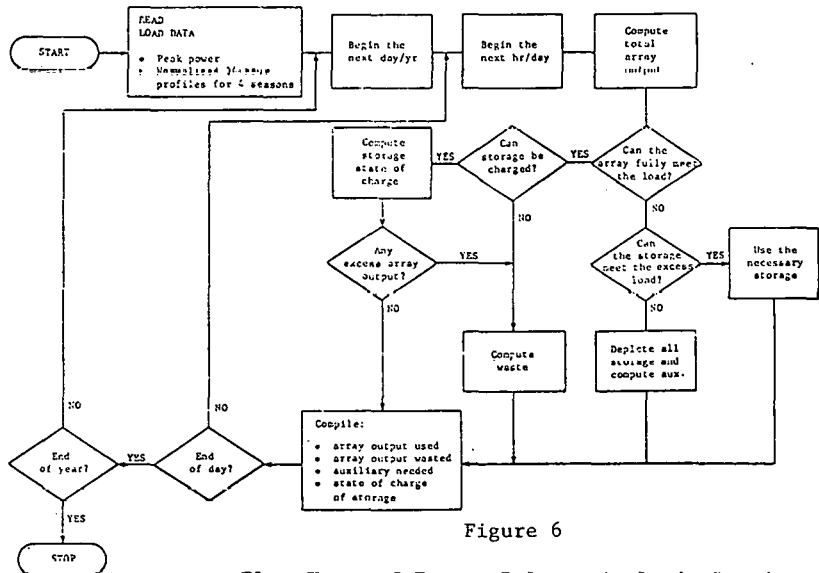 START
READ
LOAD DATA
• Peak power
• Normalized
profiles for 4 seasons
Begin the
next day/yr
Begin the
next hr/day
Compute
total
array
output
Compute
storage
state of
charge
YES
Can
storage be
charged?
YES
Can the
array fully meet
the load?
NO
NO
Any
excess array
output?
YES
Can
the storage
meet the excess
load?
YES
Use the
necessary
storage
NO
NO
Compute
waste
Deplete all
storage and
compute aux.
NO
NO
Compile:
• array output used
• array output wasted
• auxiliary needed
• state of charge
of storage
End
of year?
YES
End
of day?
YES
STOP
Figure 6